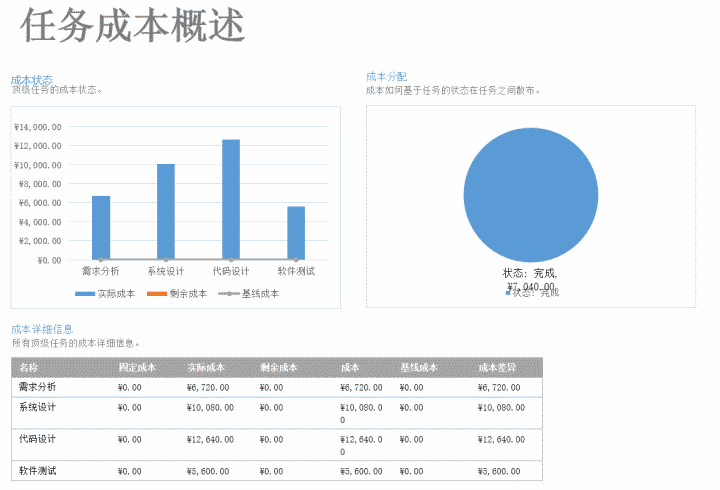 任务成本概述
成本状态
顶级任务的成本状态。
¥14,000.00
¥12,000.00
¥10,000.00
¥8,000.00
¥6,000.00
¥4,000.00
¥2,000.00
¥0.00
需求分析 系统设计 代码设计 软件测试
实际成本 剩余成本 基线成本
成本分配
成本如何基于任务的状态在任务之间散布。
状态: 完成,
¥7,040.00
状态: 完成
成本详细信息
所有顶级任务的成本详细信息。
名称 固定成本 实际成本 剩余成本 成本 基线成本 成本差异
需求分析 ¥0.00 ¥6,720.00 ¥0.00 ¥6,720.00 ¥0.00 ¥6,720.00
系统设计 ¥0.00 ¥10,080.00 ¥0.00 ¥10,080.0 ¥0.00 ¥10,080.00
0
代码设计 ¥0.00 ¥12,640.00 ¥0.00 ¥12,640.0 ¥0.00 ¥12,640.00
0
软件测试 ¥0.00 ¥5,600.00 ¥0.00 ¥5,600.00 ¥0.00 ¥5,600.00